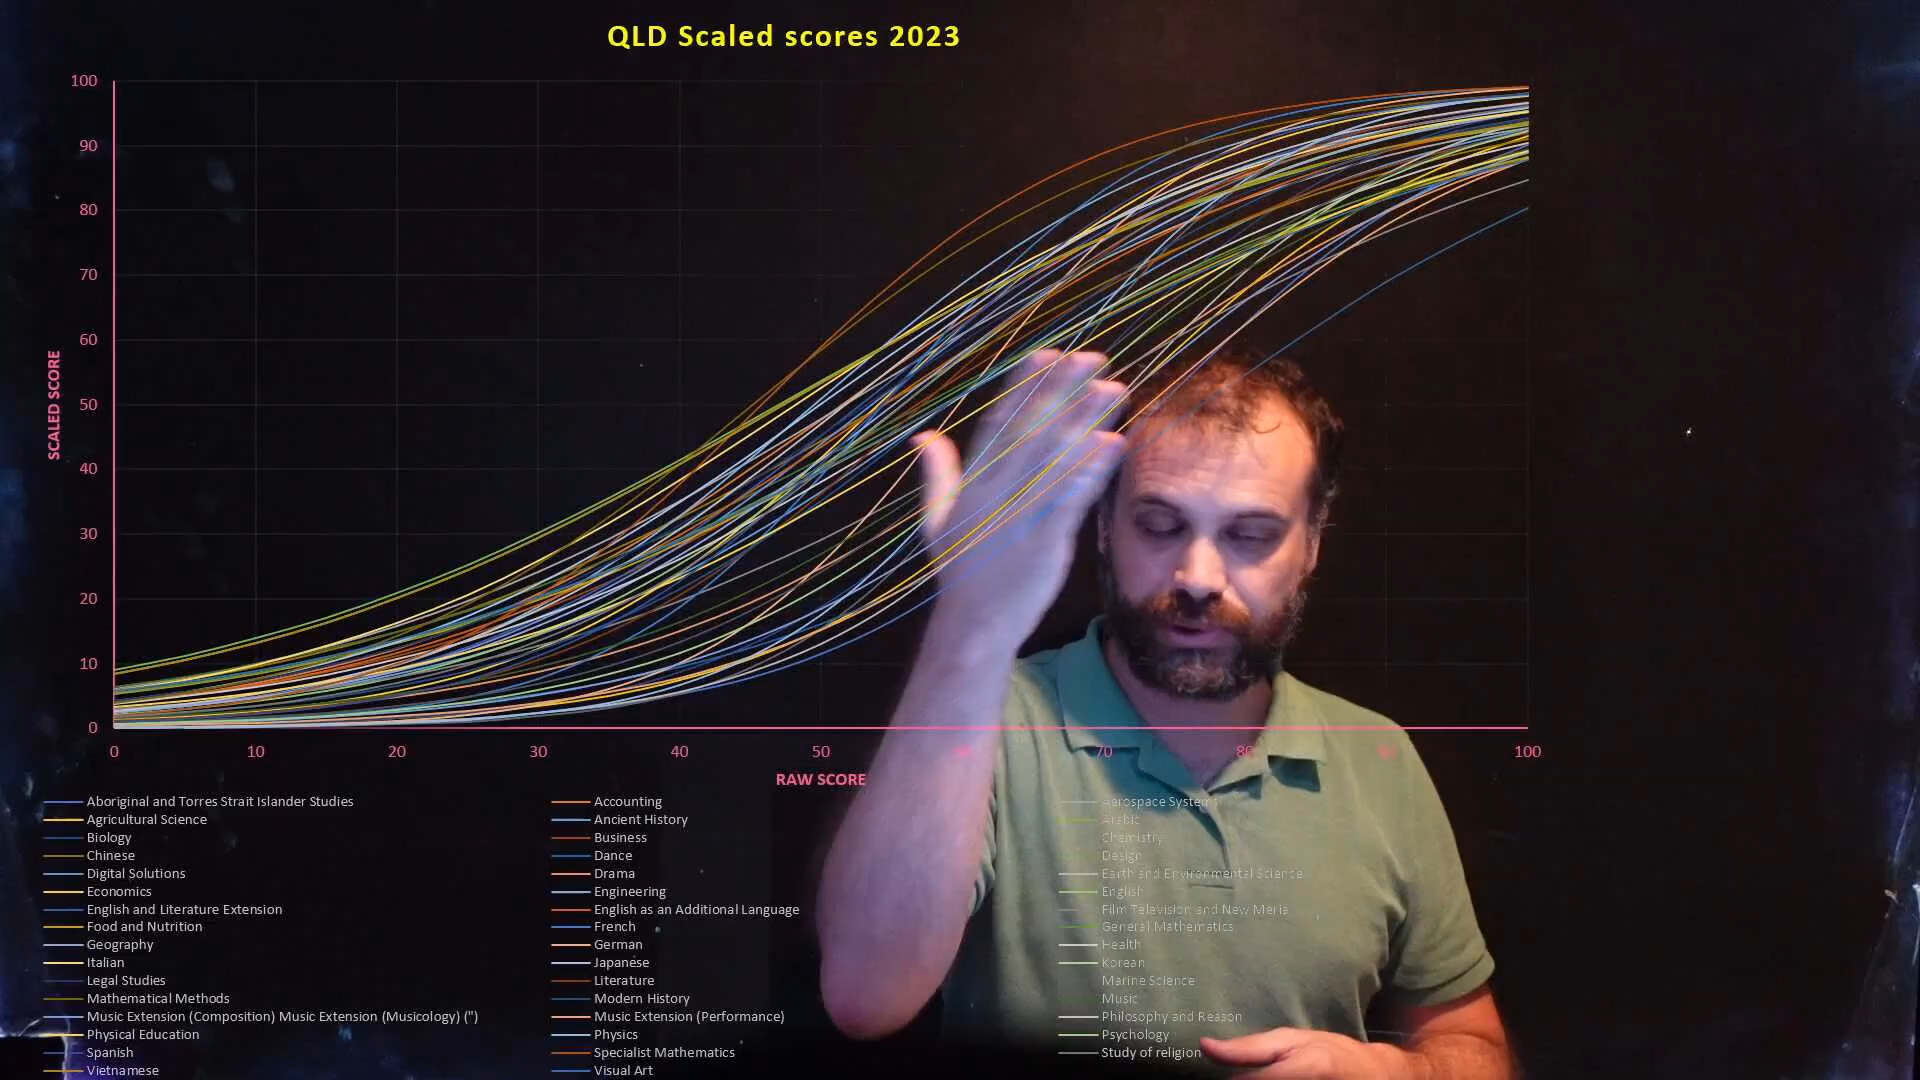 QLD Scaled scores 2023
100
90
80
70
60
50
40
30
20
10
0
SCALED SCORE
0 10 20 30 40 50 70 80 100
RAW SCORE
Aboriginal and Torres Strait Islander Studies Accounting Aerospace Systems
Agricultural Science Ancient History Arabic
Biology Business Chemistry
Chinese Dance Design
Digital Solutions Drama Earth and Environmental Science
Economics Engineering English
English and Literature Extension English as an Additional Language Film Television and New Meria
Food and Nutrition French General Mathematics
Geography German Health
Italian Japanese Korean
Legal Studies Literature Marine Science
Mathematical Methods Modern History Music
Music Extension (Composition) Music Extension (Musicology) (") Music Extension (Performance) Philosophy and Reason
Physical Education Physics Psychology
Spanish Specialist Mathematics Study of religion
Vietnamese Visual Art